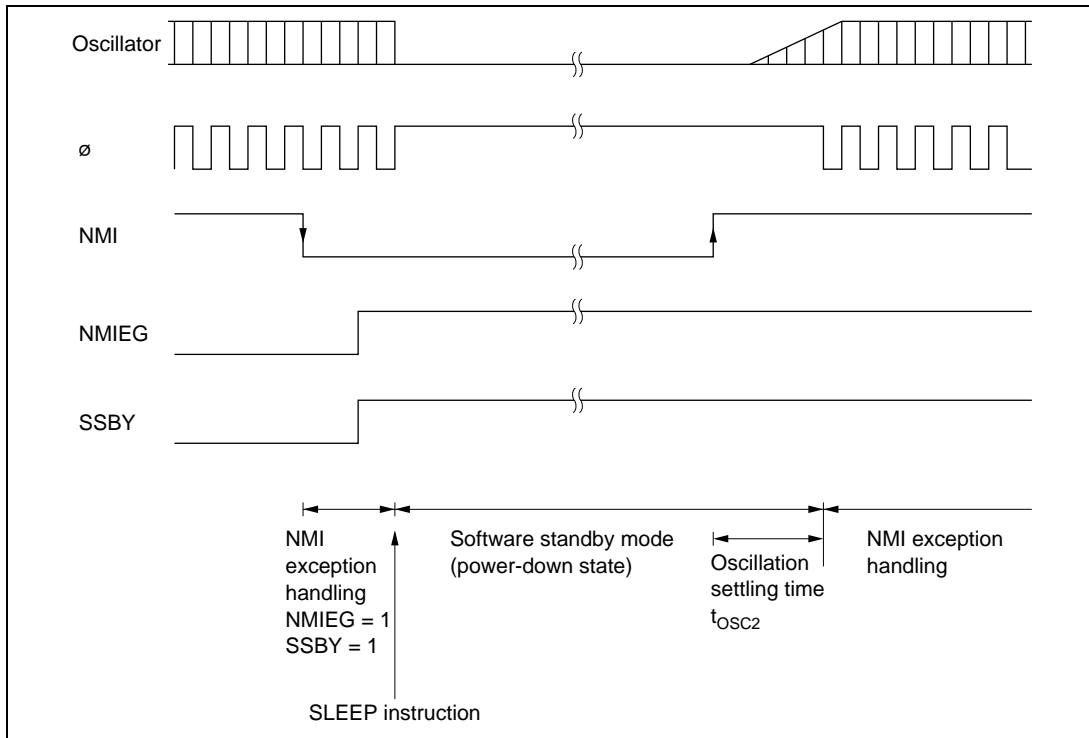 Oscillator
ø
NMI
NMIEG
SSBY
NMI
exception
handling
NMIEG = 1
SSBY = 1
Software standby mode
(power-down state)
Oscillation
settling time
tOSC2
NMI exception
handling
SLEEP instruction